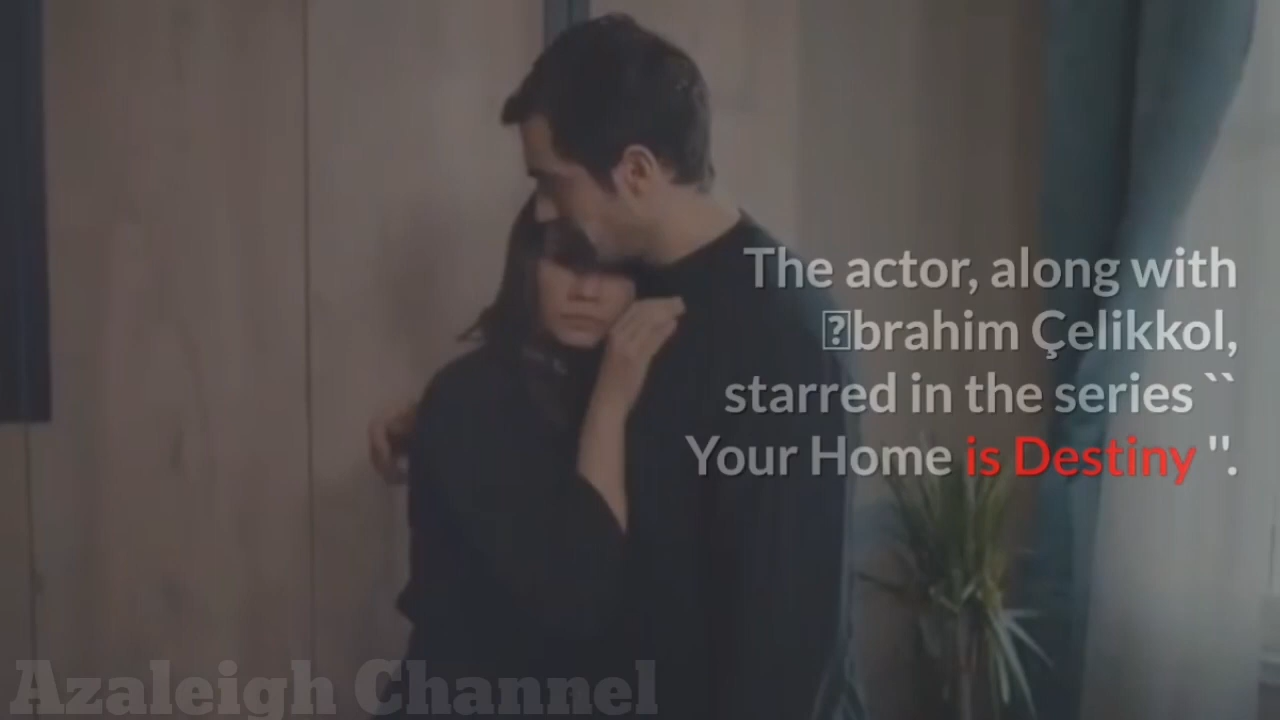 The actor, along with
�brahim Çelikkol,
starred in the series ``
Your Home is Destiny ".
Azaleigh Channel